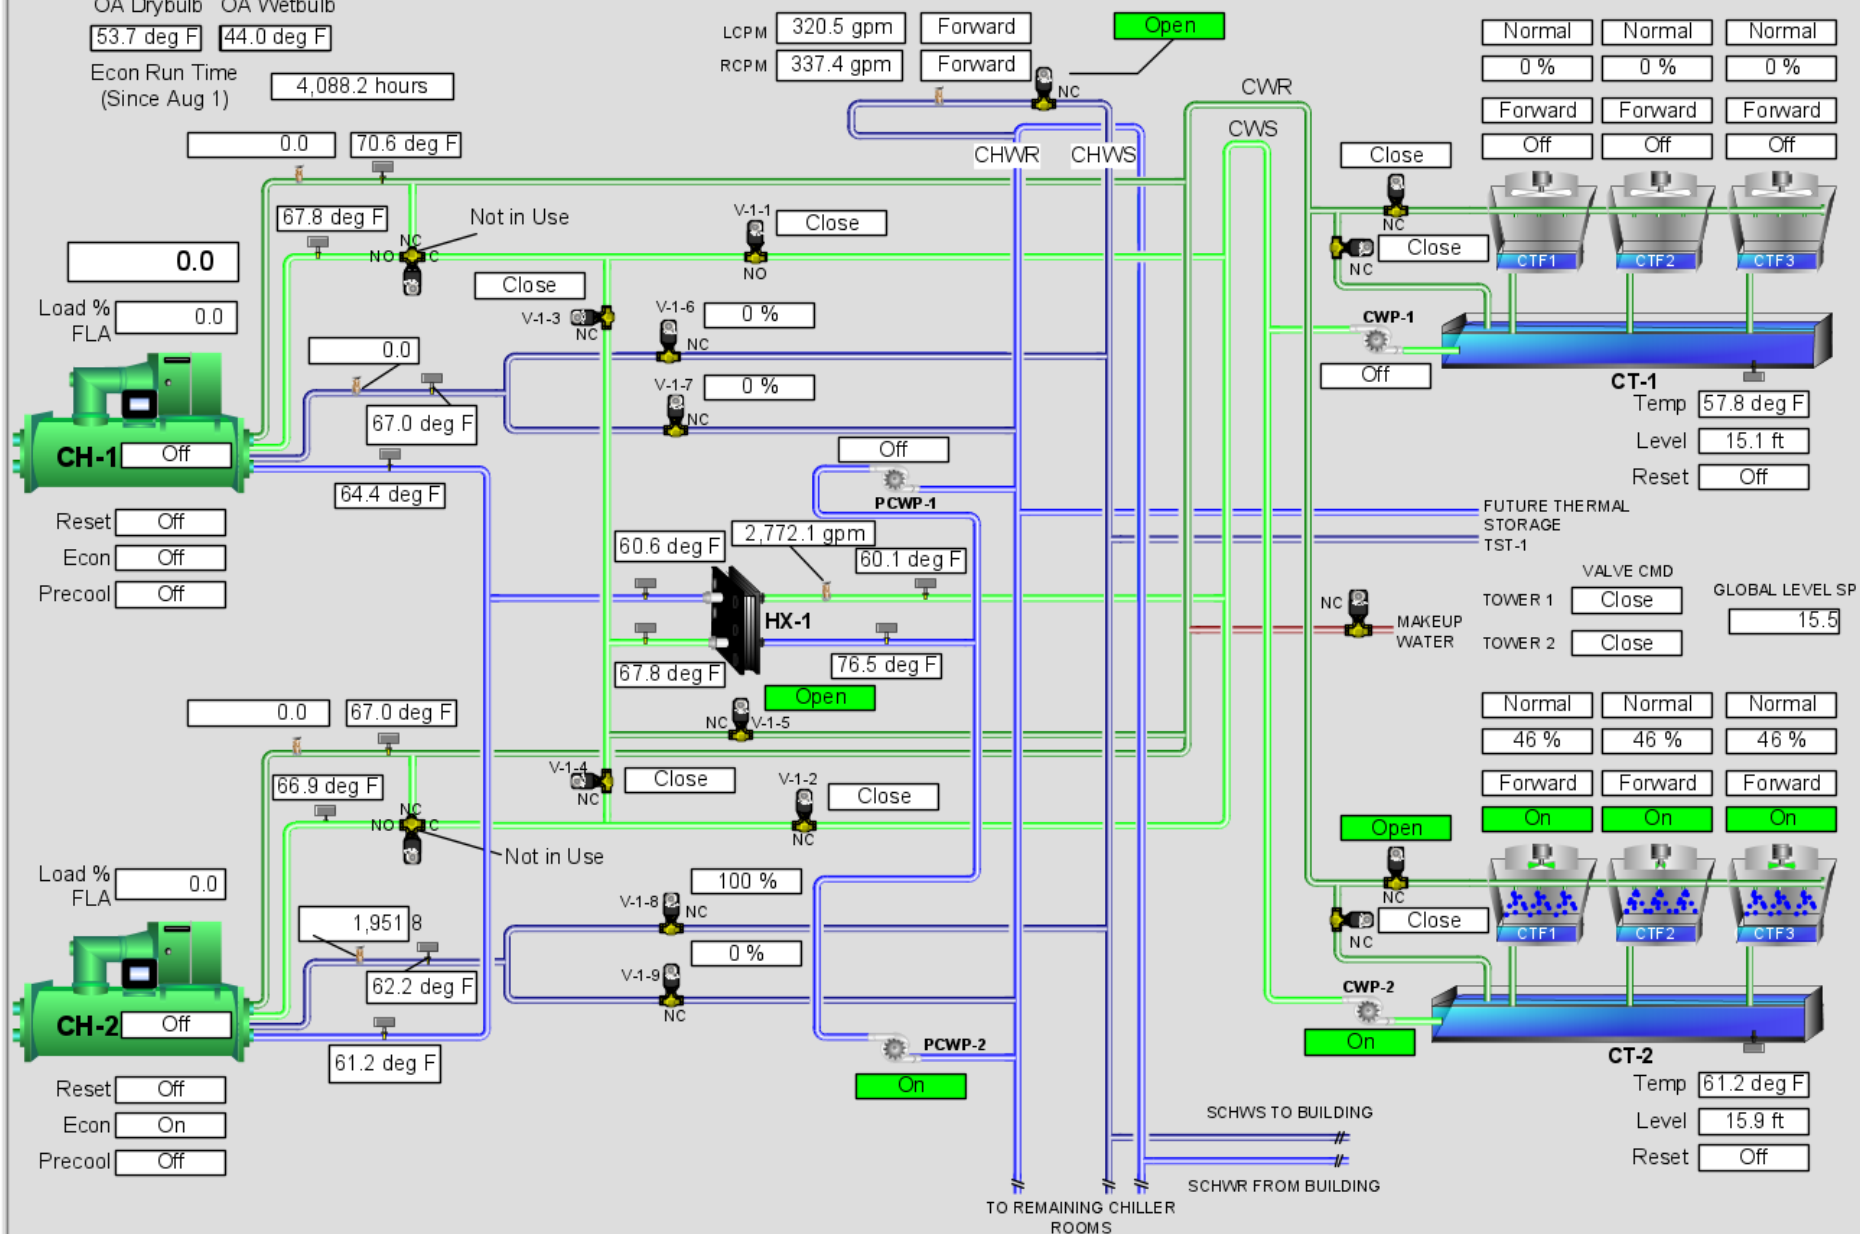 OA Drybulb OA Wetbulb
53.7 deg F 44.0 deg F
Econ Run Time
(Since Aug 1)
4,088.2 hours
LCPM 320.5 gpm Forward
RCPM 337.4 gpm Forward
Open
NC
CHWR CHWS
CWR
CWS
Normal Normal Normal
0 % 0 % 0 %
Forward Forward Forward
Off Off Off
Close
NC
Close
NC
CTF1 CTF2 CTF3
CWP-1
Off
CT-1
Temp 57.8 deg F
Level 15.1 ft
Reset Off
0.0 70.6 deg F
67.8 deg F
Not in Use
NC
NO C
0.0
Load %
FLA
0.0
V-1-1
Close
NO
Close
V-1-3
NC
V-1-6
0 %
NC
V-1-7
0 %
NC
0.0
67.0 deg F
CH-1 Off
64.4 deg F
Reset Off
Econ Off
Precool Off
Off
PCWP-1
60.6 deg F
2,772.1 gpm
60.1 deg F
HX-1
67.8 deg F
76.5 deg F
Open
NC V-1-5
FUTURE THERMAL
STORAGE
TST-1
VALVE CMD
TOWER 1 Close
TOWER 2 Close
GLOBAL LEVEL SP
15.5
NC
MAKEUP
WATER
0.0 67.0 deg F
66.9 deg F
NC
NO C
Not in Use
V-1-4
NC
Close
V-1-2
Close
NC
Load %
FLA
0.0
1,951 8
62.2 deg F
CH-2 Off
61.2 deg F
Reset Off
Econ On
Precool Off
100 %
V-1-8
NC
0 %
V-1-9
NC
PCWP-2
On
Normal Normal Normal
46 % 46 % 46 %
Forward Forward Forward
On On On
Open
NC
Close
NC
CTF1 CTF2 CTF3
CWP-2
On
CT-2
Temp 61.2 deg F
Level 15.9 ft
Reset Off
SCHWS TO BUILDING
SCHWR FROM BUILDING
TO REMAINING CHILLER
ROOMS